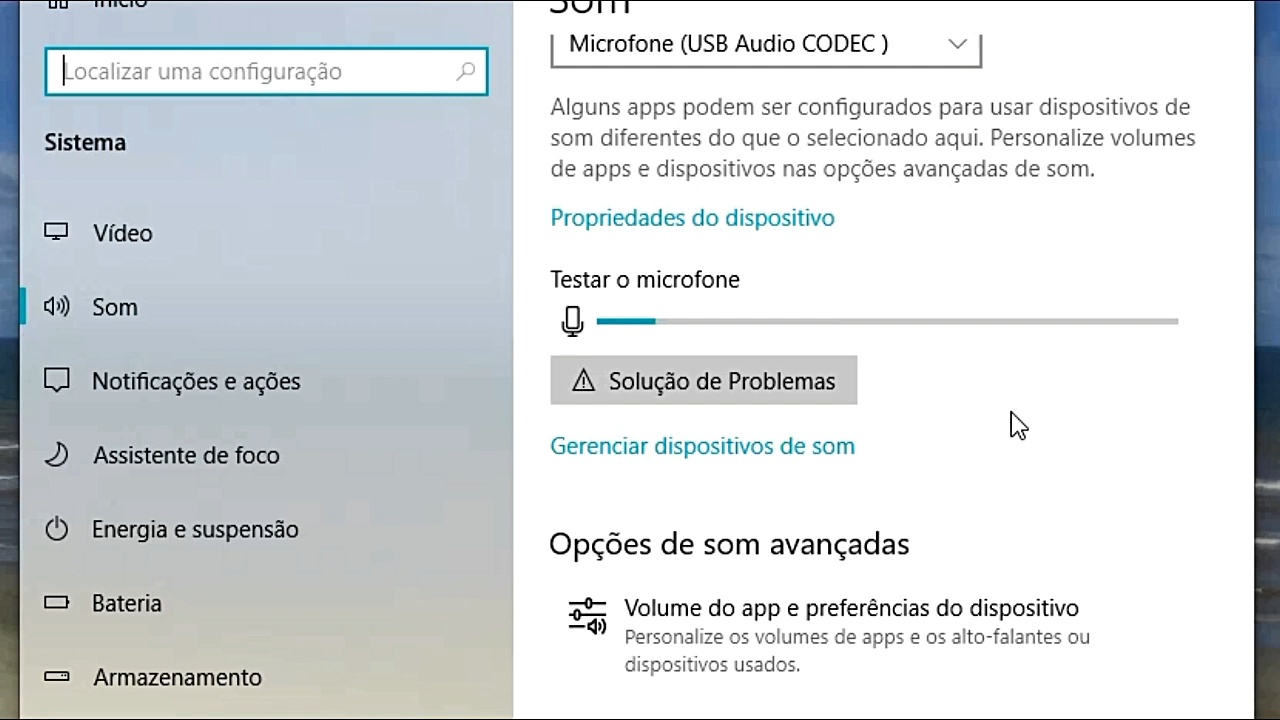 Início
Localizar uma configuração
Sistema
Vídeo
Som
Notificações e ações
Assistente de foco
Energia e suspensão
Bateria
Armazenamento
Som
Microfone (USB Audio CODEC )
Alguns apps podem ser configurados para usar dispositivos de
som diferentes do que o selecionado aqui. Personalize volumes
de apps e dispositivos nas opções avançadas de som.
Propriedades do dispositivo
Testar o microfone
Solução de Problemas
Gerenciar dispositivos de som
Opções de som avançadas
Volume do app e preferências do dispositivo
Personalize os volumes de apps e os alto-falantes ou
dispositivos usados.